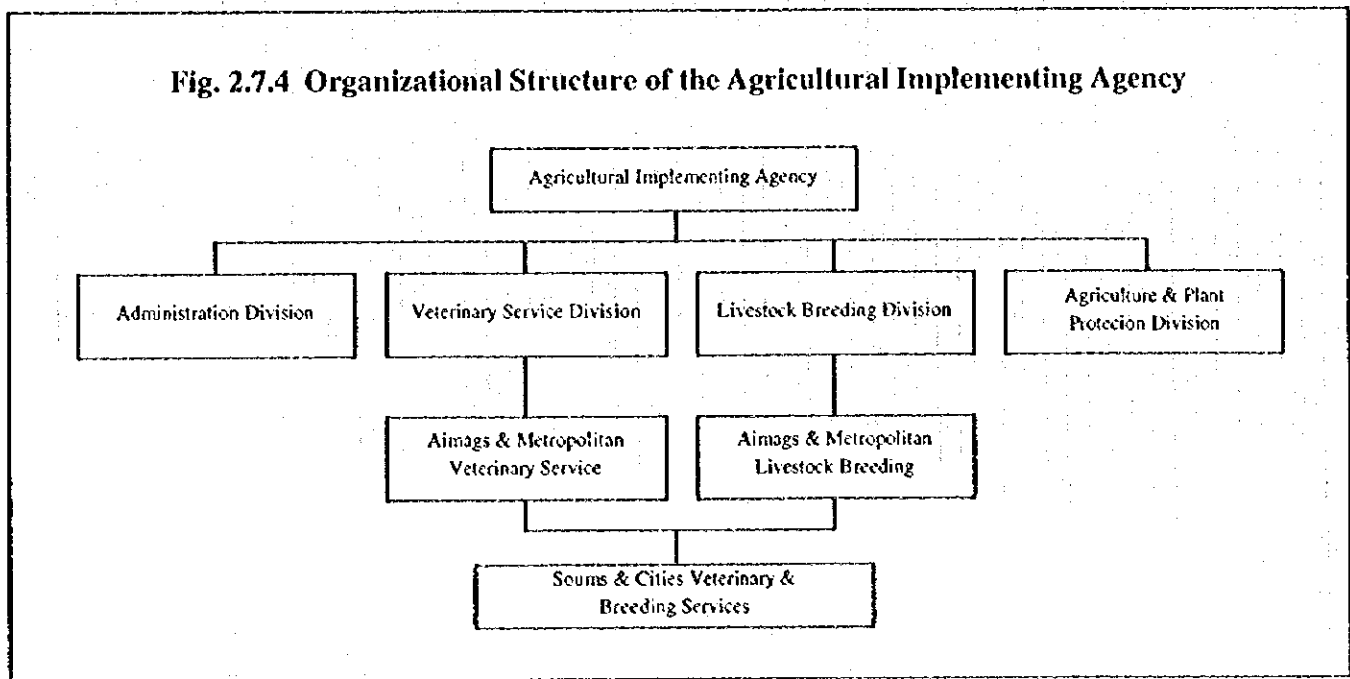 Fig. 2.7.4 Organizational Structure of the Agricultural Implementing Agency
Agricultural Implementing Agency
Administration Division
Veterinary Service Division
Livestock Breeding Division
Agriculture & Plant
Protecion Division
Aimags & Metropolitan
Veterinary Service
Aimags & Metropolitan
Livestock Breeding
Soums & Cities Veterinary &
Breeding Services